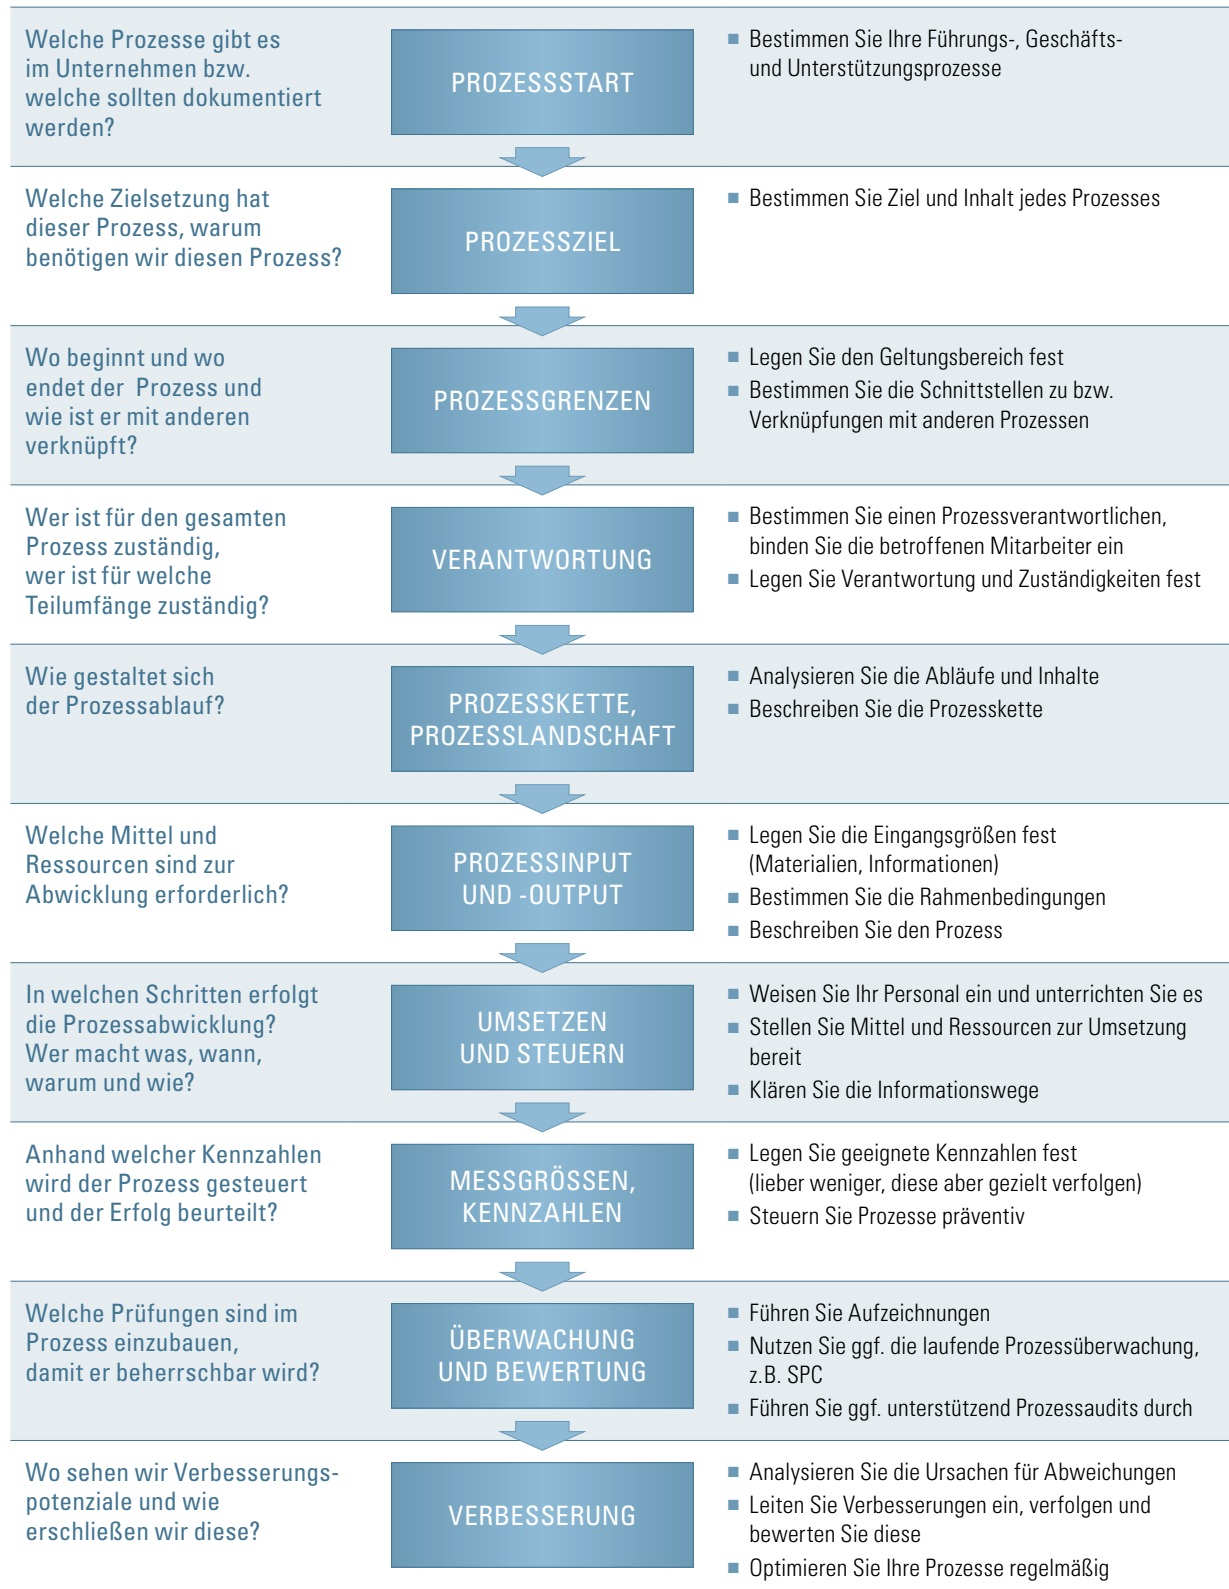 Welche Prozesse gibt es
im Unternehmen bzw.
welche sollten dokumentiert
werden?
PROZESSSTART
■ Bestimmen Sie Ihre Führungs-, Geschäfts-
und Unterstützungsprozesse
Welche Zielsetzung hat
dieser Prozess, warum
benötigen wir diesen Prozess?
PROZESSZIEL
■ Bestimmen Sie Ziel und Inhalt jedes Prozesses
Wo beginnt und wo
endet der Prozess und
wie ist er mit anderen
verknüpft?
PROZESSGRENZEN
■ Legen Sie den Geltungsbereich fest
■ Bestimmen Sie die Schnittstellen zu bzw.
Verknüpfungen mit anderen Prozessen
Wer ist für den gesamten
Prozess zuständig,
wer ist für welche
Teilumfänge zuständig?
VERANTWORTUNG
■ Bestimmen Sie einen Prozessverantwortlichen,
binden Sie die betroffenen Mitarbeiter ein
■ Legen Sie Verantwortung und Zuständigkeiten fest
Wie gestaltet sich
der Prozessablauf?
PROZESSKETTE,
PROZESSLANDSCHAFT
■ Analysieren Sie die Abläufe und Inhalte
■ Beschreiben Sie die Prozesskette
Welche Mittel und
Ressourcen sind zur
Abwicklung erforderlich?
PROZESSINPUT
UND -OUTPUT
■ Legen Sie die Eingangsgrößen fest
(Materialien, Informationen)
■ Bestimmen Sie die Rahmenbedingungen
■ Beschreiben Sie den Prozess
In welchen Schritten erfolgt
die Prozessabwicklung?
Wer macht was, wann,
warum und wie?
UMSETZEN
UND STEUERN
■ Weisen Sie Ihr Personal ein und unterrichten Sie es
■ Stellen Sie Mittel und Ressourcen zur Umsetzung
bereit
■ Klären Sie die Informationswege
Anhand welcher Kennzahlen
wird der Prozess gesteuert
und der Erfolg beurteilt?
MESSGRÖSSEN,
KENNZAHLEN
■ Legen Sie geeignete Kennzahlen fest
(lieber weniger, diese aber gezielt verfolgen)
■ Steuern Sie Prozesse präventiv
Welche Prüfungen sind im
Prozess einzubauen,
damit er beherrschbar wird?
ÜBERWACHUNG
UND BEWERTUNG
■ Führen Sie Aufzeichnungen
■ Nutzen Sie ggf. die laufende Prozessüberwachung,
z.B. SPC
■ Führen Sie ggf. unterstützend Prozessaudits durch
Wo sehen wir Verbesserungs-
potenziale und wie
erschließen wir diese?
VERBESSERUNG
■ Analysieren Sie die Ursachen für Abweichungen
■ Leiten Sie Verbesserungen ein, verfolgen und
bewerten Sie diese
■ Optimieren Sie Ihre Prozesse regelmäßig